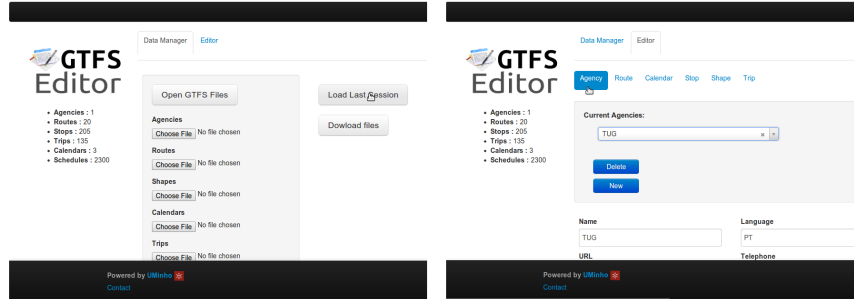 Data Manager Editor
GTFS
Editor
Agencies : 1
Routes : 20
Stops : 205
Trips : 135
Calendars : 3
Schedules : 2300
Open GTFS Files
Load Last Session
Dowload files
Agencies
Choose File No file chosen
Routes
Choose File No file chosen
Shapes
Choose File No file chosen
Calendars
Choose File No file chosen
Trips
Choose File No file chosen
Powered by UMinho
Contact
Data Manager Editor
GTFS
Editor
Agencies : 1
Routes : 20
Stops : 205
Trips : 135
Calendars : 3
Schedules : 2300
Agency Route Calendar Stop Shape Trip
Current Agencies:
TUG
Delete
New
Name Language
TUG PT
URL Telephone
Powered by UMinho
Contact